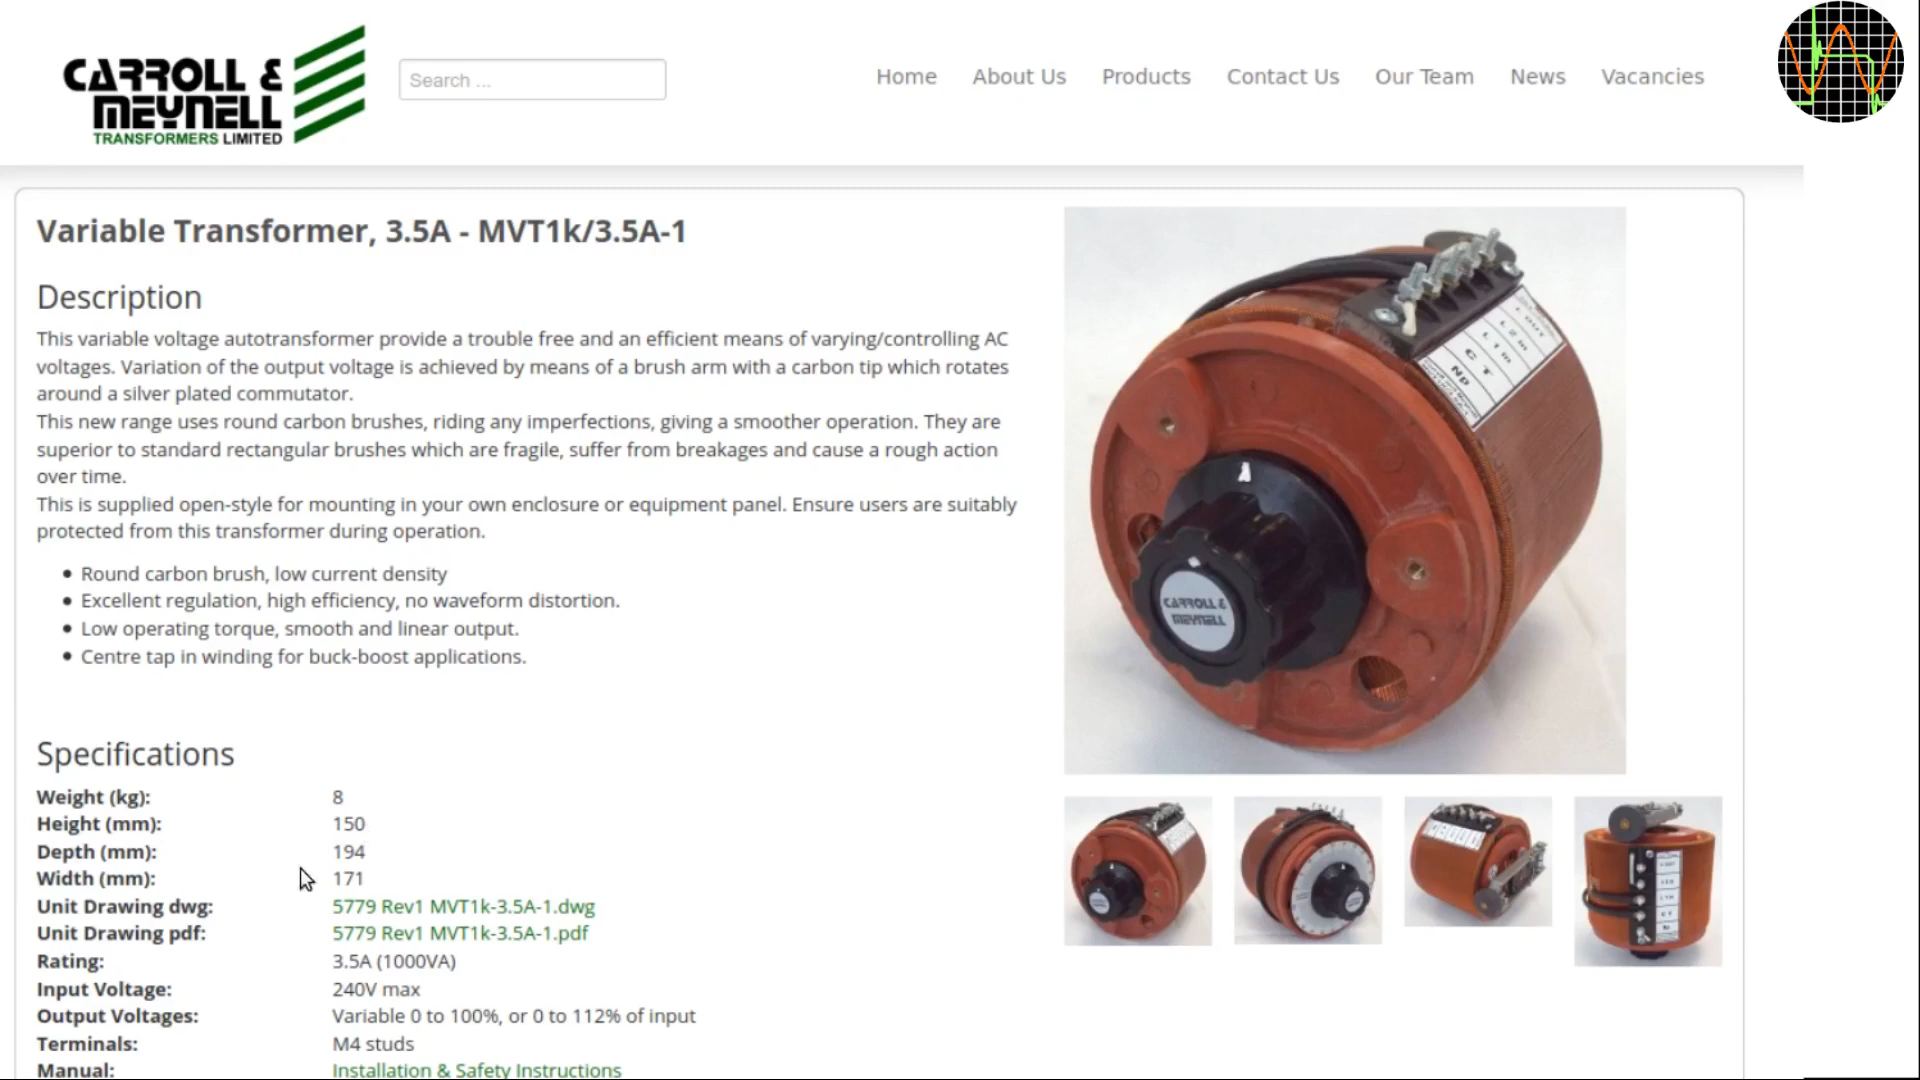 CARROLL &
MEYNELL
TRANSFORMERS LIMITED
Search ...
Home About Us Products Contact Us Our Team News Vacancies
Variable Transformer, 3.5A - MVT1k/3.5A-1
Description
This variable voltage autotransformer provide a trouble free and an efficient means of varying/controlling AC
voltages. Variation of the output voltage is achieved by means of a brush arm with a carbon tip which rotates
around a silver plated commutator.
This new range uses round carbon brushes, riding any imperfections, giving a smoother operation. They are
superior to standard rectangular brushes which are fragile, suffer from breakages and cause a rough action
over time.
This is supplied open-style for mounting in your own enclosure or equipment panel. Ensure users are suitably
protected from this transformer during operation.
• Round carbon brush, low current density
• Excellent regulation, high efficiency, no waveform distortion.
• Low operating torque, smooth and linear output.
• Centre tap in winding for buck-boost applications.
Specifications
Weight (kg): 8
Height (mm): 150
Depth (mm): 194
Width (mm): 171
Unit Drawing dwg: 5779 Rev1 MVT1k-3.5A-1.dwg
Unit Drawing pdf: 5779 Rev1 MVT1k-3.5A-1.pdf
Rating: 3.5A (1000VA)
Input Voltage: 240V max
Output Voltages: Variable 0 to 100%, or 0 to 112% of input
Terminals: M4 studs
Manual: Installation & Safety Instructions
CARROLL &
MEYNELL